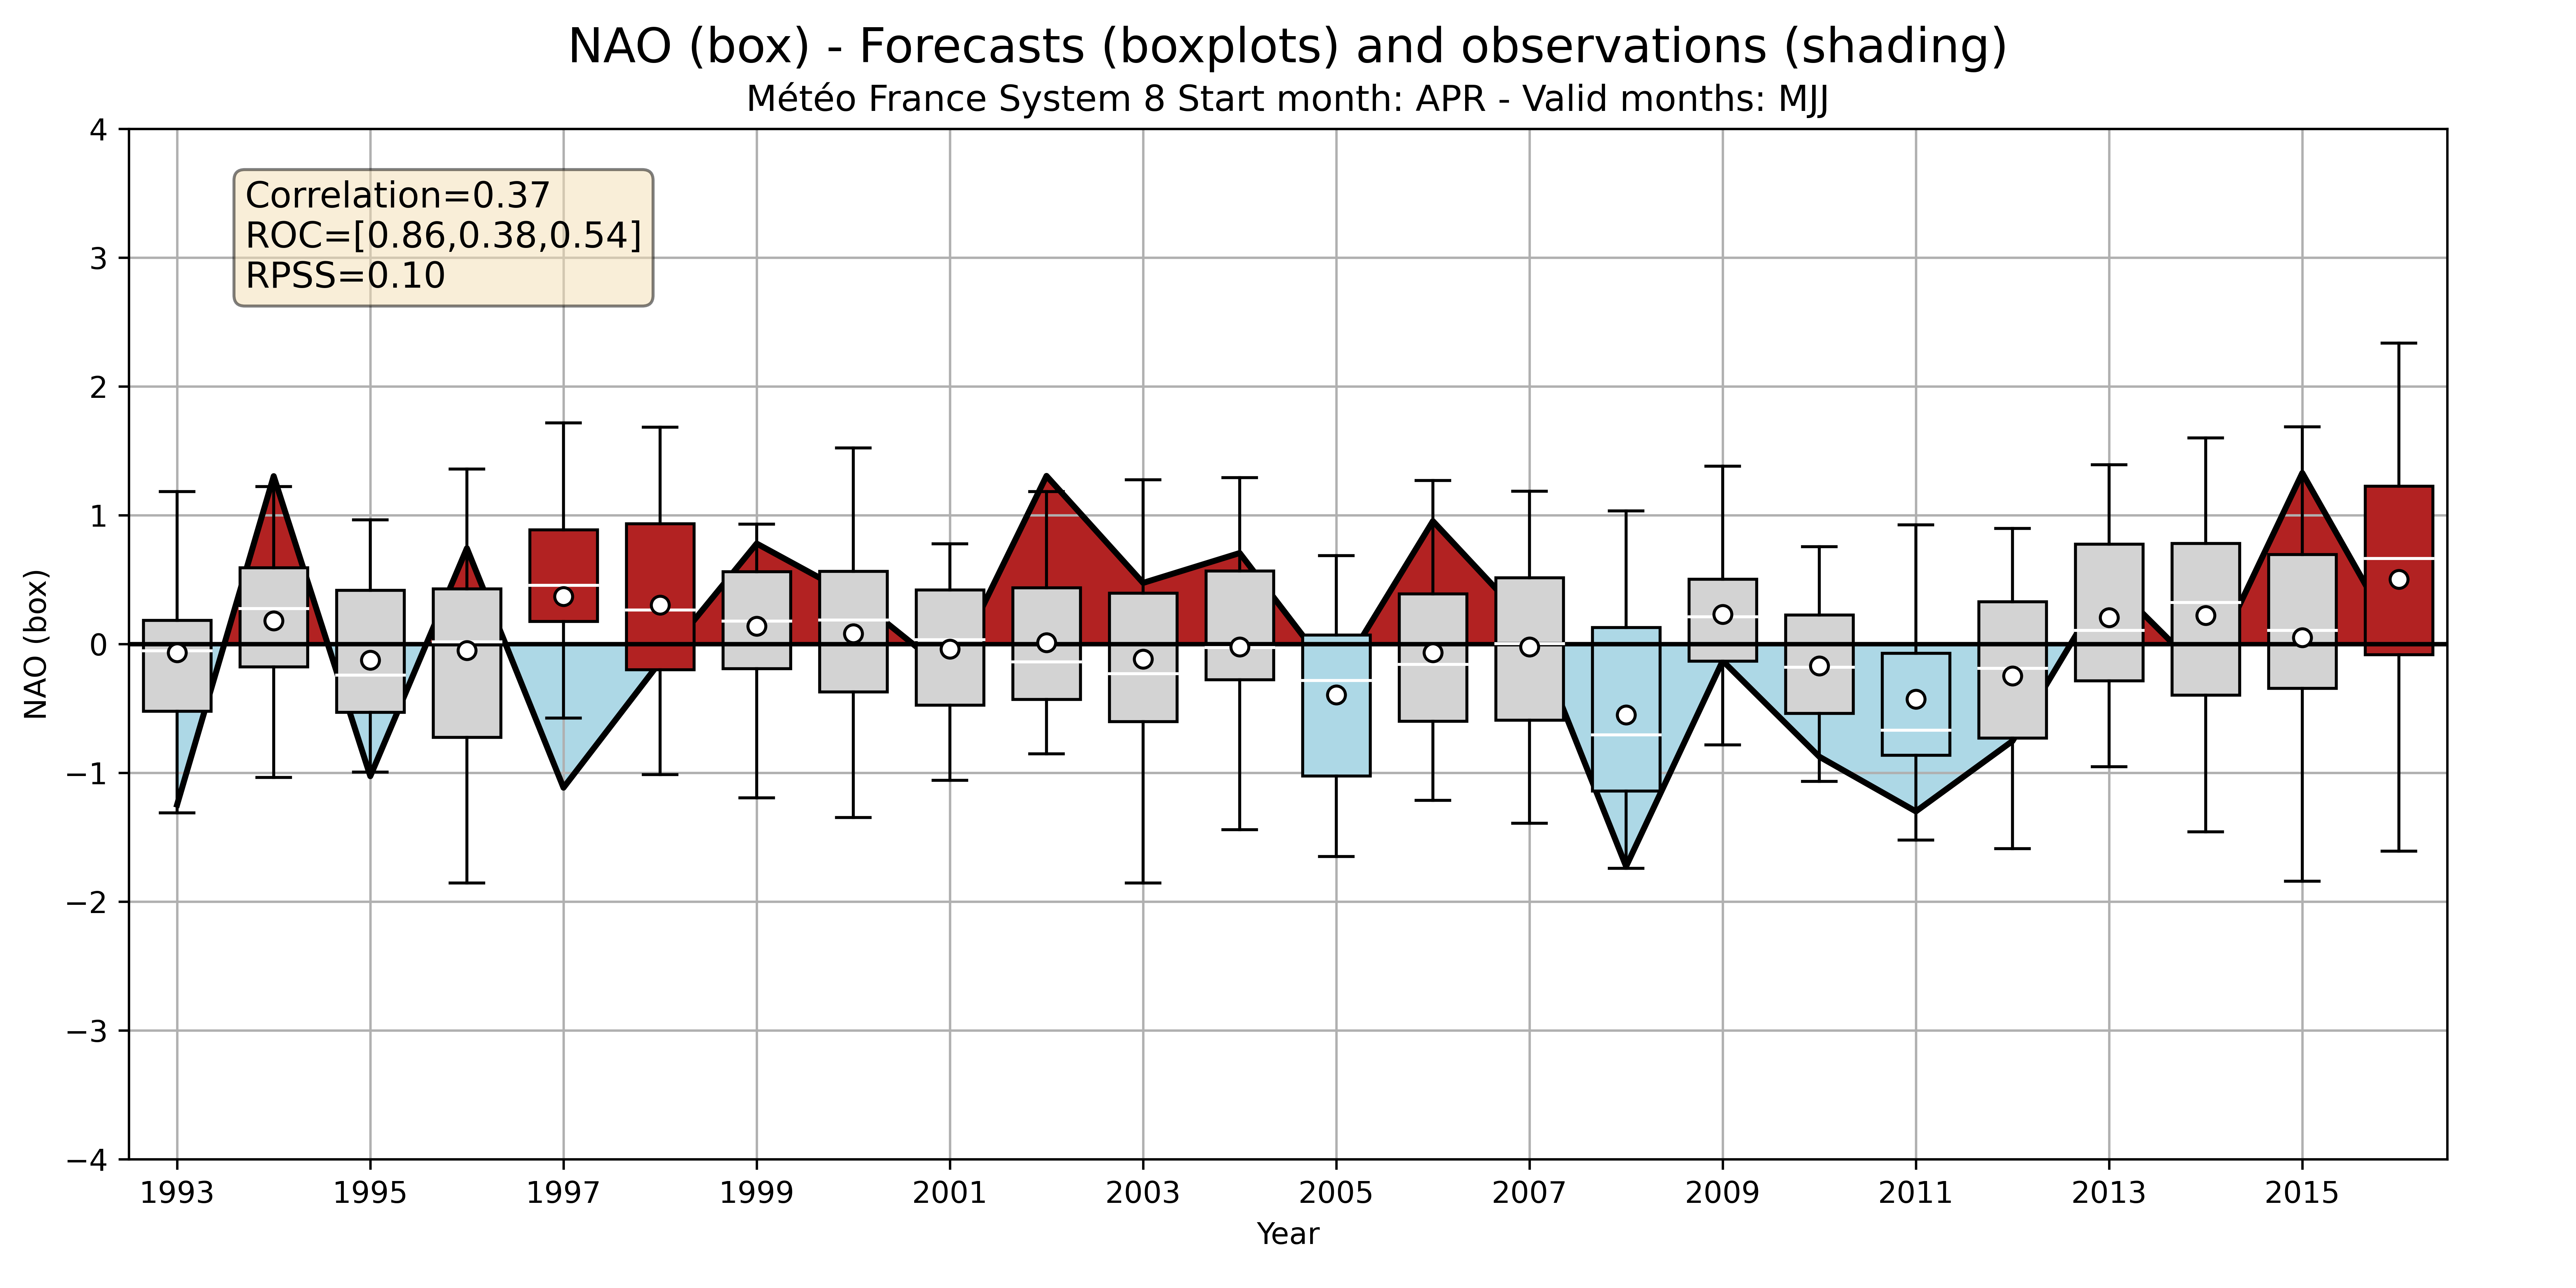 NAO (box) - Forecasts (boxplots) and observations (shading)
Météo France System 8 Start month: APR - Valid months: MJJ
Correlation=0.37
ROC=[0.86,0.38,0.54]
RPSS=0.10
NAO (box)
4
3
2
1
0
−1
−2
−3
−4
1993 1995 1997 1999 2001 2003 2005 2007 2009 2011 2013 2015
Year